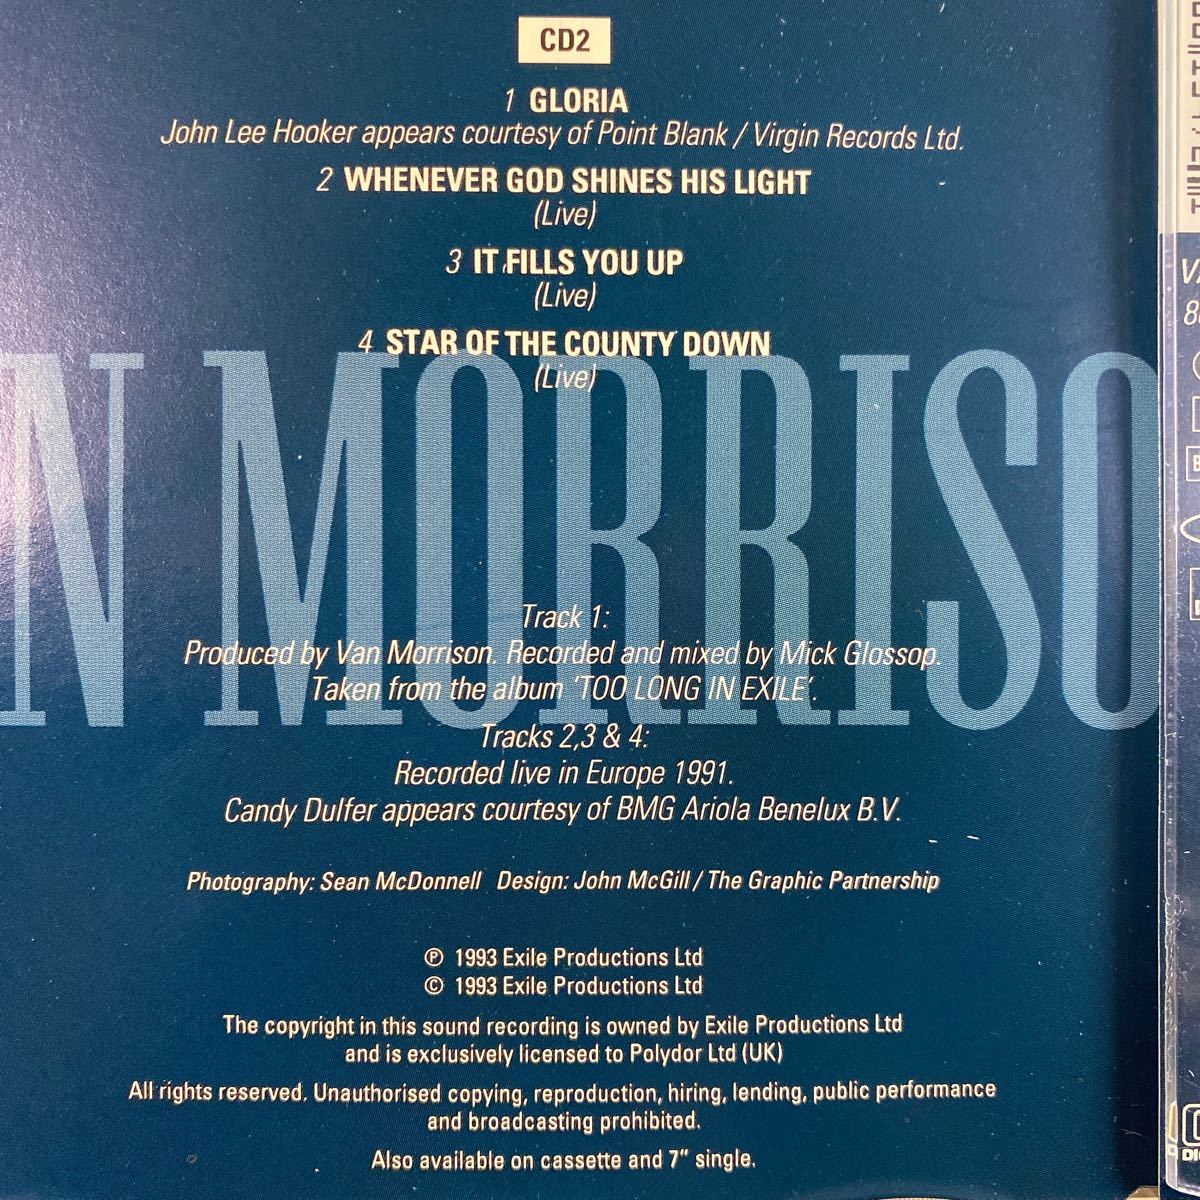 CD2
1 GLORIA
John Lee Hooker appears courtesy of Point Blank / Virgin Records Ltd.
2 WHENEVER GOD SHINES HIS LIGHT
(Live)
3 IT FILLS YOU UP
(Live)
4 STAR OF THE COUNTY DOWN
(Live)
N MORRISO
Track 1:
Produced by Van Morrison. Recorded and mixed by Mick Glossop.
Taken from the album 'TOO LONG IN EXILE'.
Tracks 2,3 & 4:
Recorded live in Europe 1991.
Candy Dulfer appears courtesy of BMG Ariola Benelux B.V.
Photography: Sean McDonnell Design: John McGill / The Graphic Partnership
℗ 1993 Exile Productions Ltd
© 1993 Exile Productions Ltd
The copyright in this sound recording is owned by Exile Productions Ltd
and is exclusively licensed to Polydor Ltd (UK)
All rights reserved. Unauthorised copying, reproduction, hiring, lending, public performance
and broadcasting prohibited.
Also available on cassette and 7" single.